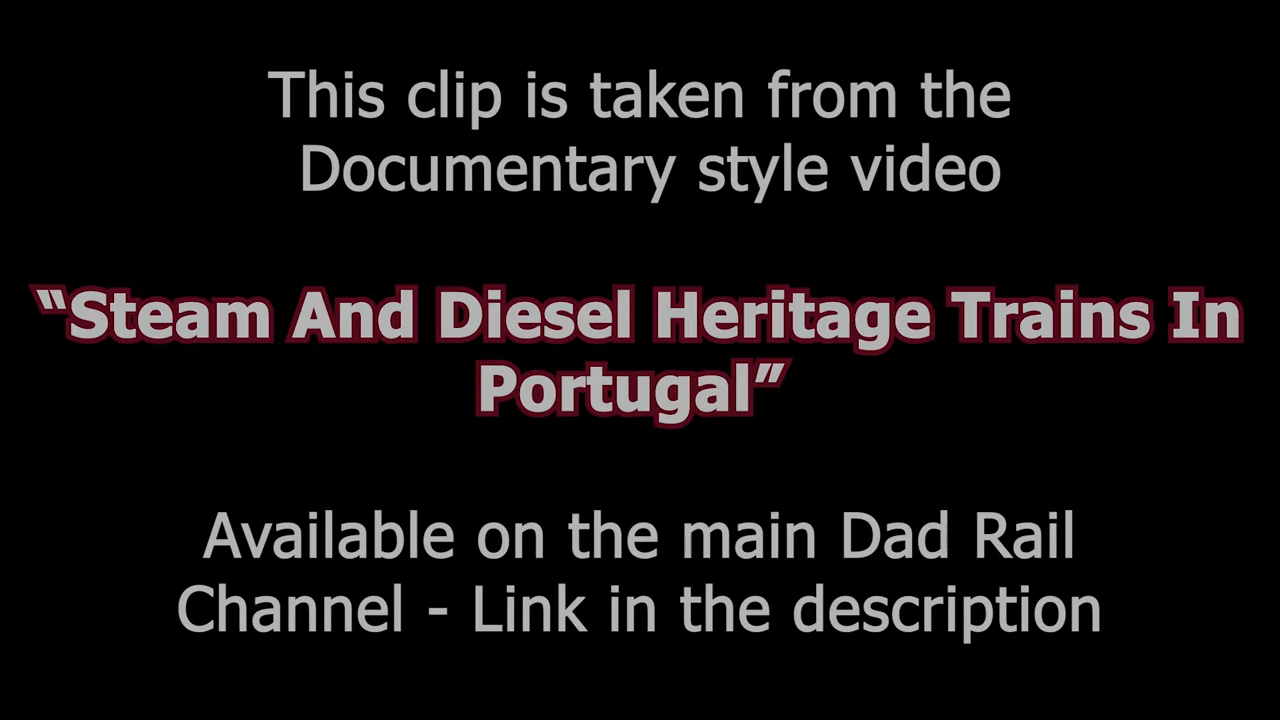 This clip is taken from the
Documentary style video
“Steam And Diesel Heritage Trains In
Portugal”
Available on the main Dad Rail
Channel - Link in the description